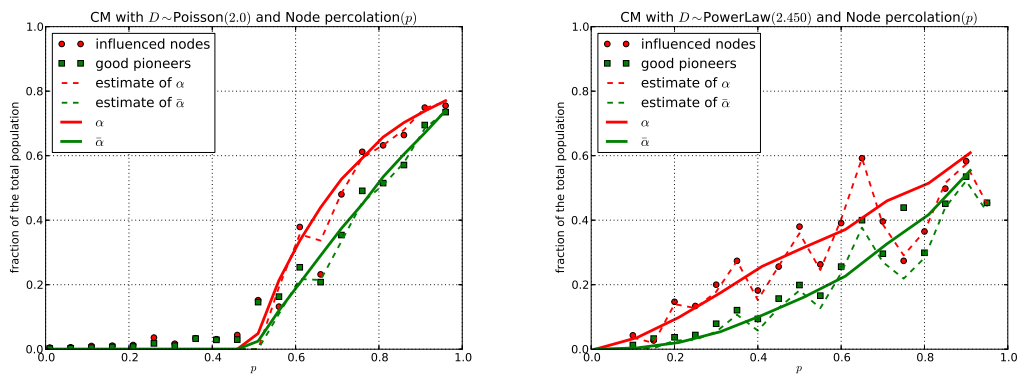 CM with D∼Poisson(2.0) and Node percolation(p)
1.0
0.8
0.6
0.4
0.2
0.0
fraction of the total population
influenced nodes
good pioneers
estimate of α
estimate of ᾱ
α
ᾱ
0.0 0.2 0.4 0.6 0.8 1.0
p
CM with D∼PowerLaw(2.450) and Node percolation(p)
1.0
0.8
0.6
0.4
0.2
0.0
fraction of the total population
influenced nodes
good pioneers
estimate of α
estimate of ᾱ
α
ᾱ
0.0 0.2 0.4 0.6 0.8 1.0
p